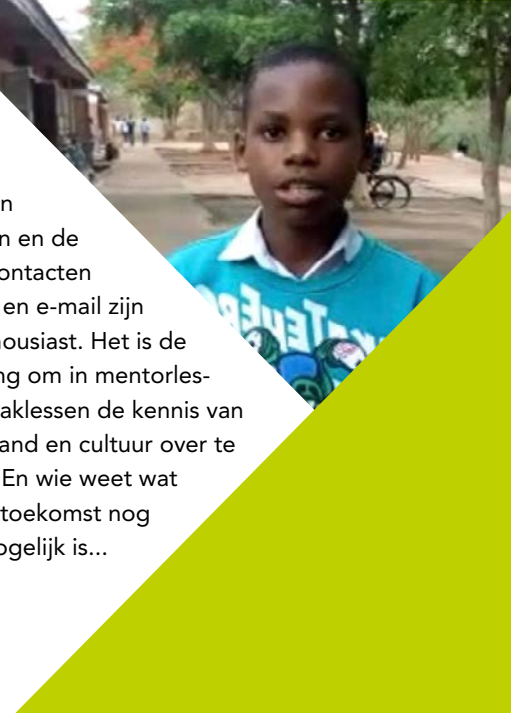 n
n en de
ontacten
en e-mail zijn
ousiast. Het is de
ng om in mentorles-
aklessen de kennis van
and en cultuur over te
En wie weet wat
toekomst nog
ogelijk is...